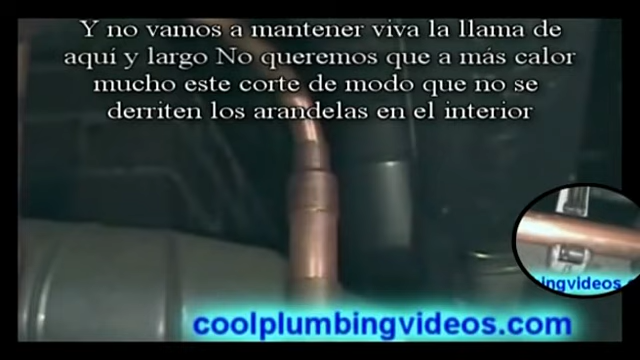 Y no vamos a mantener viva la llama de
aquí y largo No queremos que a más calor
mucho este corte de modo que no se
derriten los arandelas en el interior
ingvideos.c
coolplumbingvideos.com